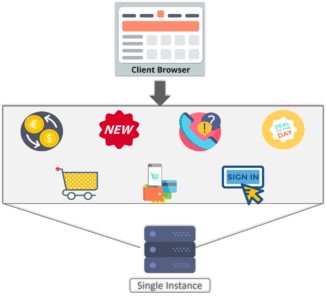 Client Browser
€
$
NEW
?
!
DEAL
OF THE
DAY
SIGN IN
Single Instance